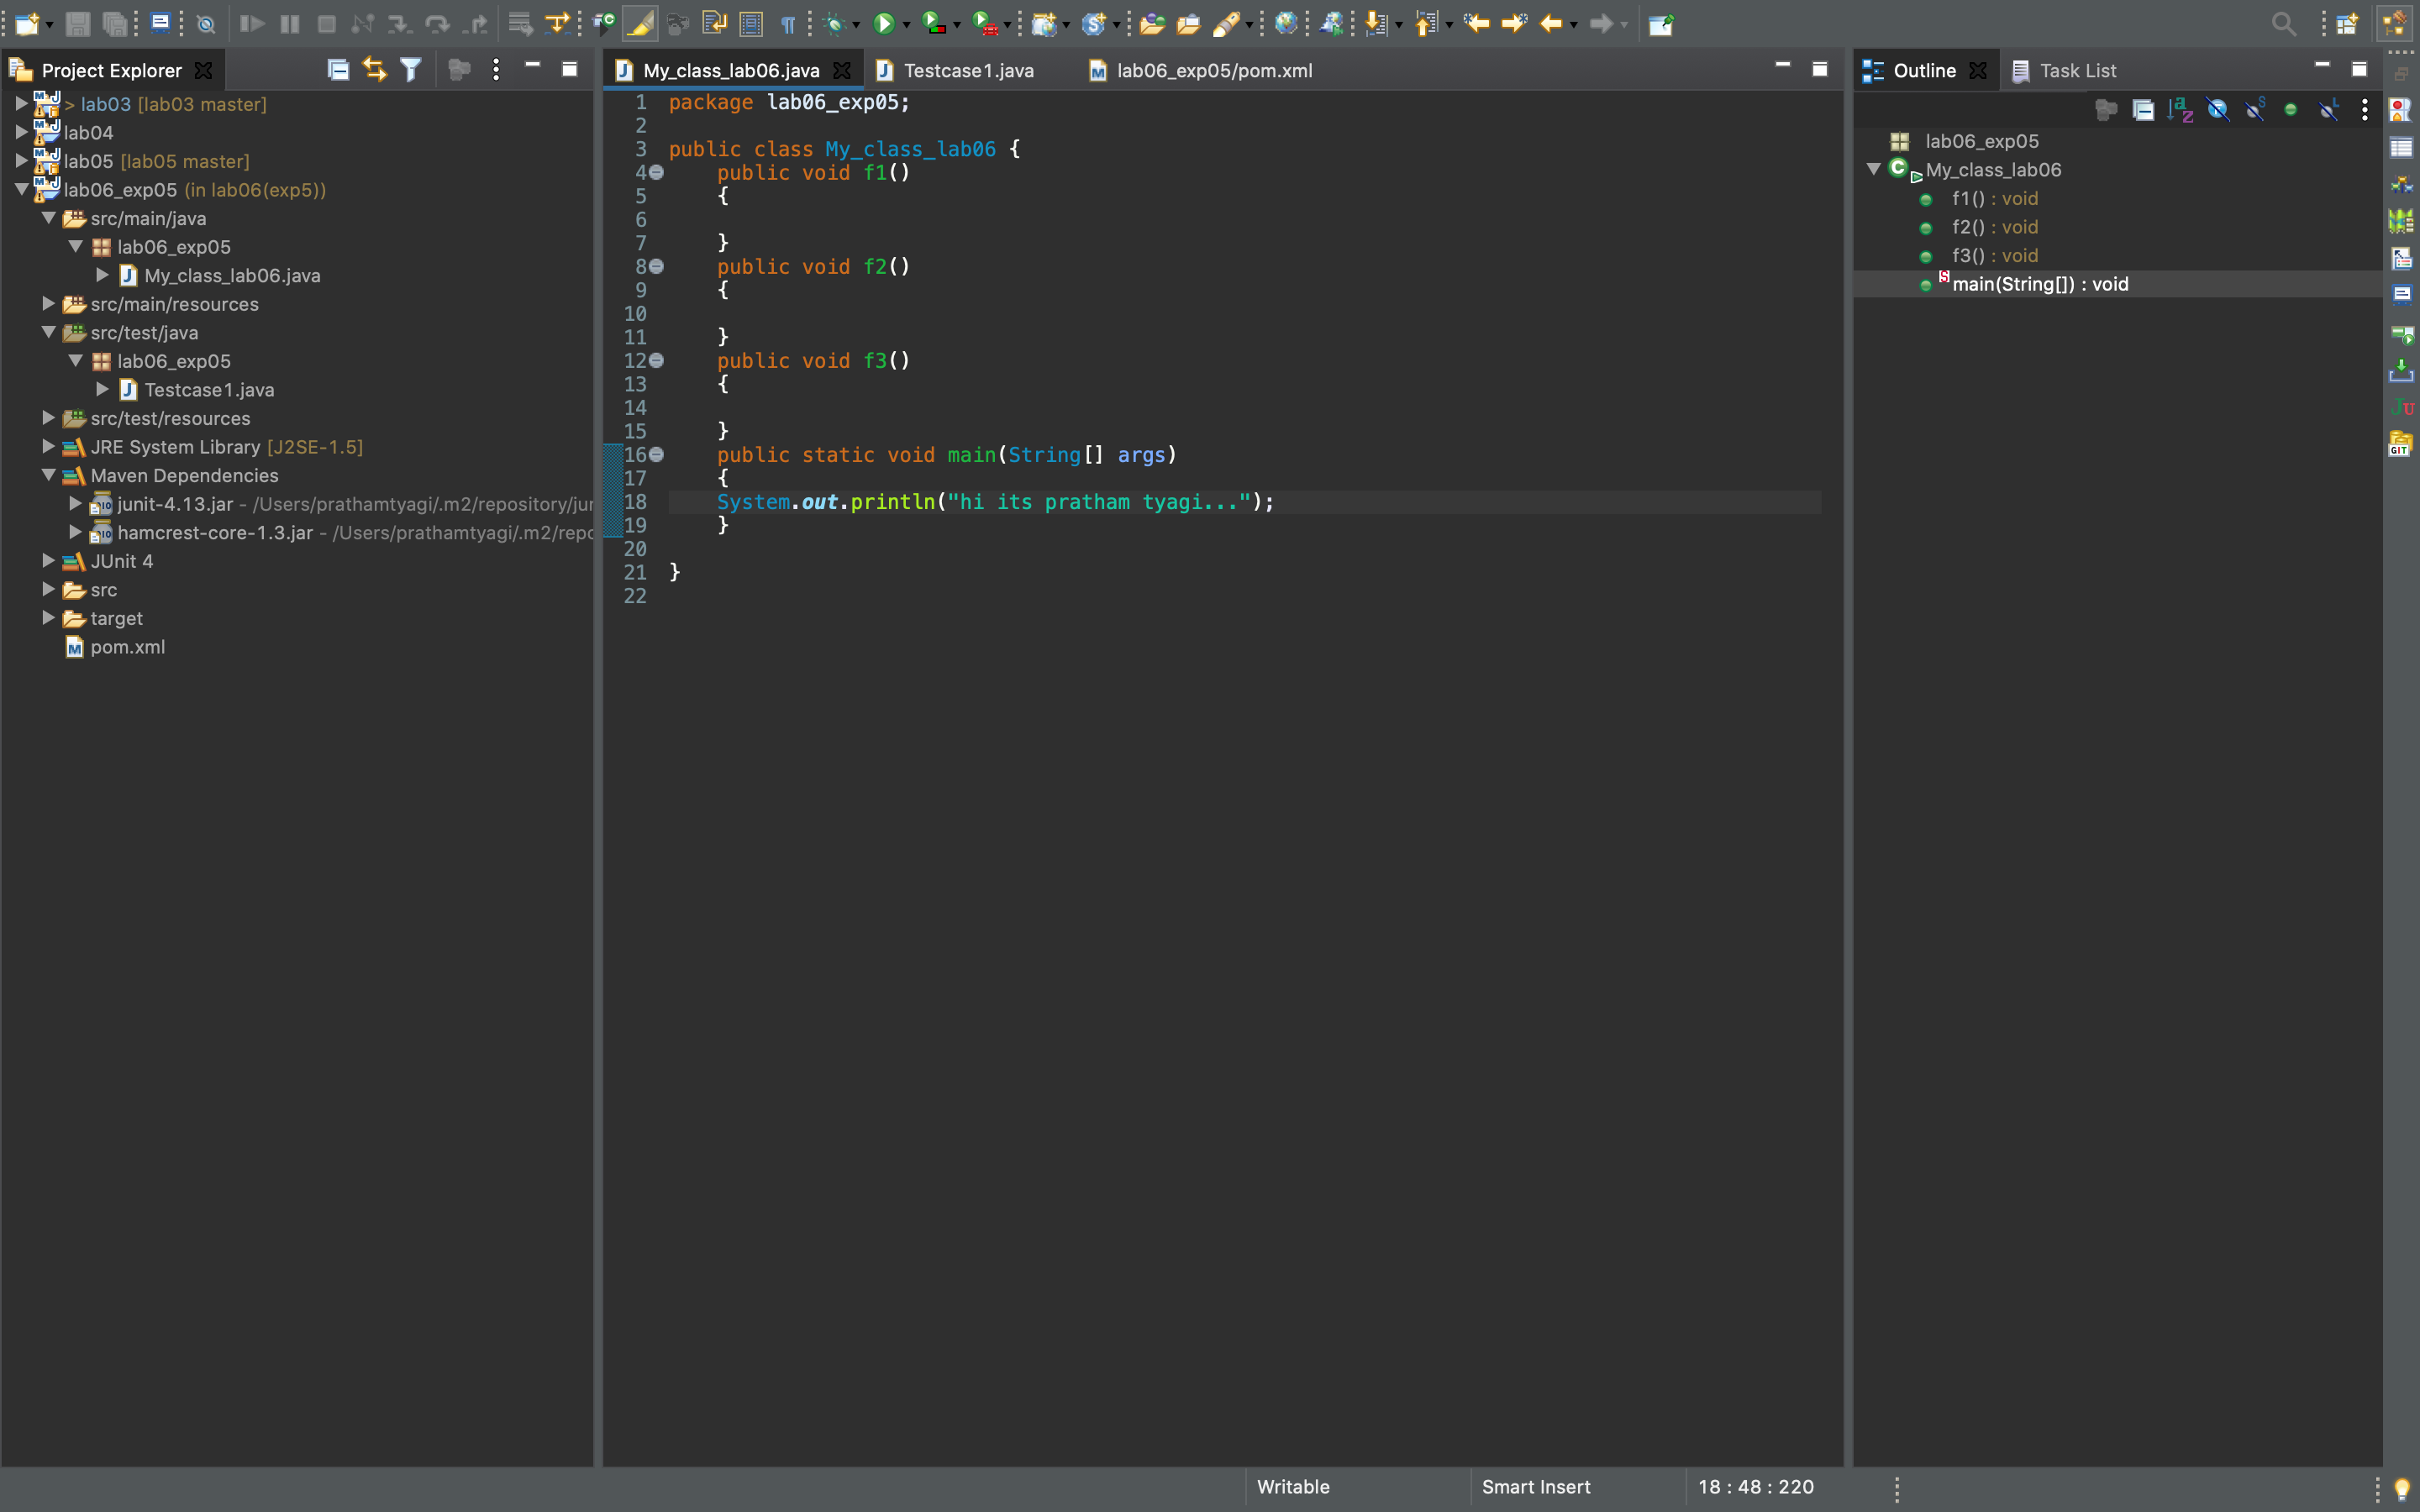 Project Explorer
> lab03 [lab03 master]
lab04
lab05 [lab05 master]
lab06_exp05 (in lab06(exp5))
src/main/java
lab06_exp05
My_class_lab06.java
src/main/resources
src/test/java
lab06_exp05
Testcase1.java
src/test/resources
JRE System Library [J2SE-1.5]
Maven Dependencies
junit-4.13.jar - /Users/prathamtyagi/.m2/repository/jun
hamcrest-core-1.3.jar - /Users/prathamtyagi/.m2/repo
JUnit 4
src
target
pom.xml
My_class_lab06.java Testcase1.java lab06_exp05/pom.xml
1 package lab06_exp05;
2
3 public class My_class_lab06 {
4 public void f1()
5 {
6
7 }
8 public void f2()
9 {
10
11 }
12 public void f3()
13 {
14
15 }
16 public static void main(String[] args)
17 {
18 System.out.println("hi its pratham tyagi...");
19 }
20
21 }
22
Outline Task List
lab06_exp05
My_class_lab06
f1() : void
f2() : void
f3() : void
main(String[]) : void
Writable Smart Insert 18 : 48 : 220